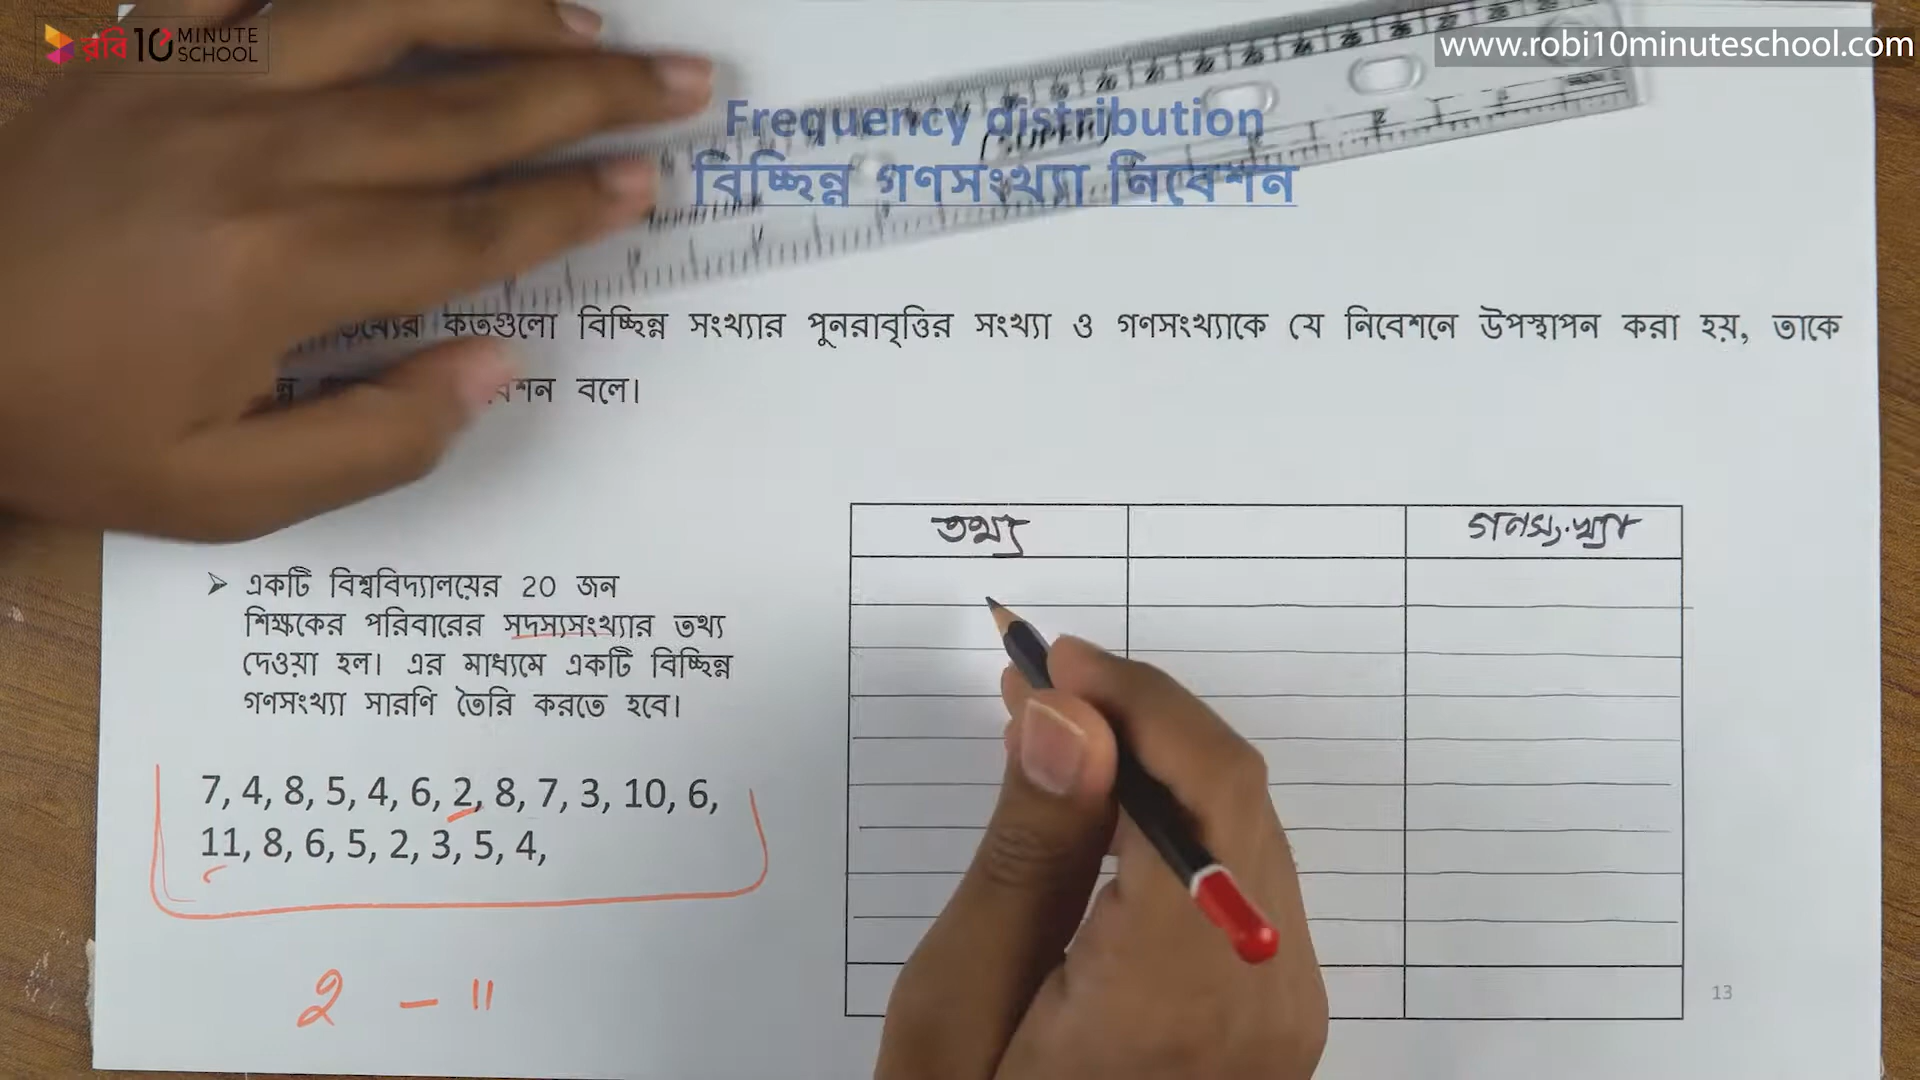 রবি 10 MINUTE SCHOOL
www.robi10minuteschool.com
Frequency distribution
বিচ্ছিন্ন গণসংখ্যা নিবেশন
কতগুলো বিচ্ছিন্ন সংখ্যার পুনরাবৃত্তির সংখ্যা ও গণসংখ্যাকে যে নিবেশনে উপস্থাপন করা হয়, তাকে
বলে।
তথ্য গণসংখ্যা
➢ একটি বিশ্ববিদ্যালয়ের 20 জন
শিক্ষকের পরিবারের সদস্যসংখ্যার তথ্য
দেওয়া হল। এর মাধ্যমে একটি বিচ্ছিন্ন
গণসংখ্যা সারণি তৈরি করতে হবে।
7, 4, 8, 5, 4, 6, 2, 8, 7, 3, 10, 6,
11, 8, 6, 5, 2, 3, 5, 4,
2 - 11
13